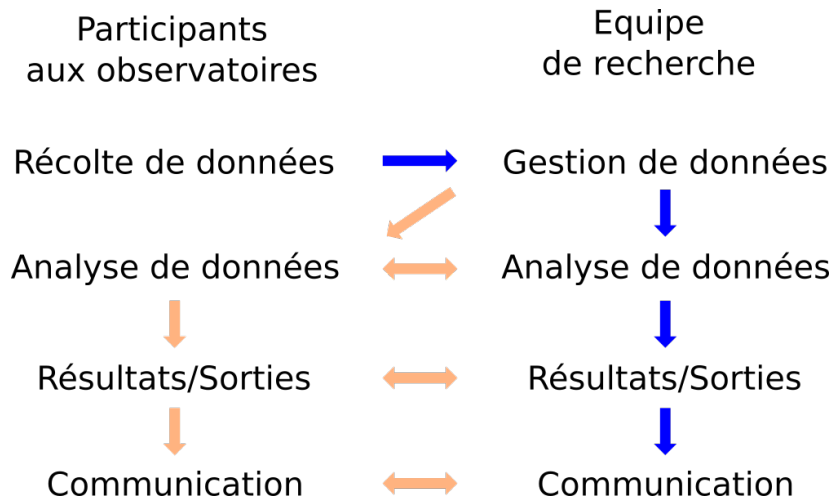 Participants
aux observatoires
Equipe
de recherche
Récolte de données
Gestion de données
Analyse de données
Analyse de données
Résultats/Sorties
Résultats/Sorties
Communication
Communication